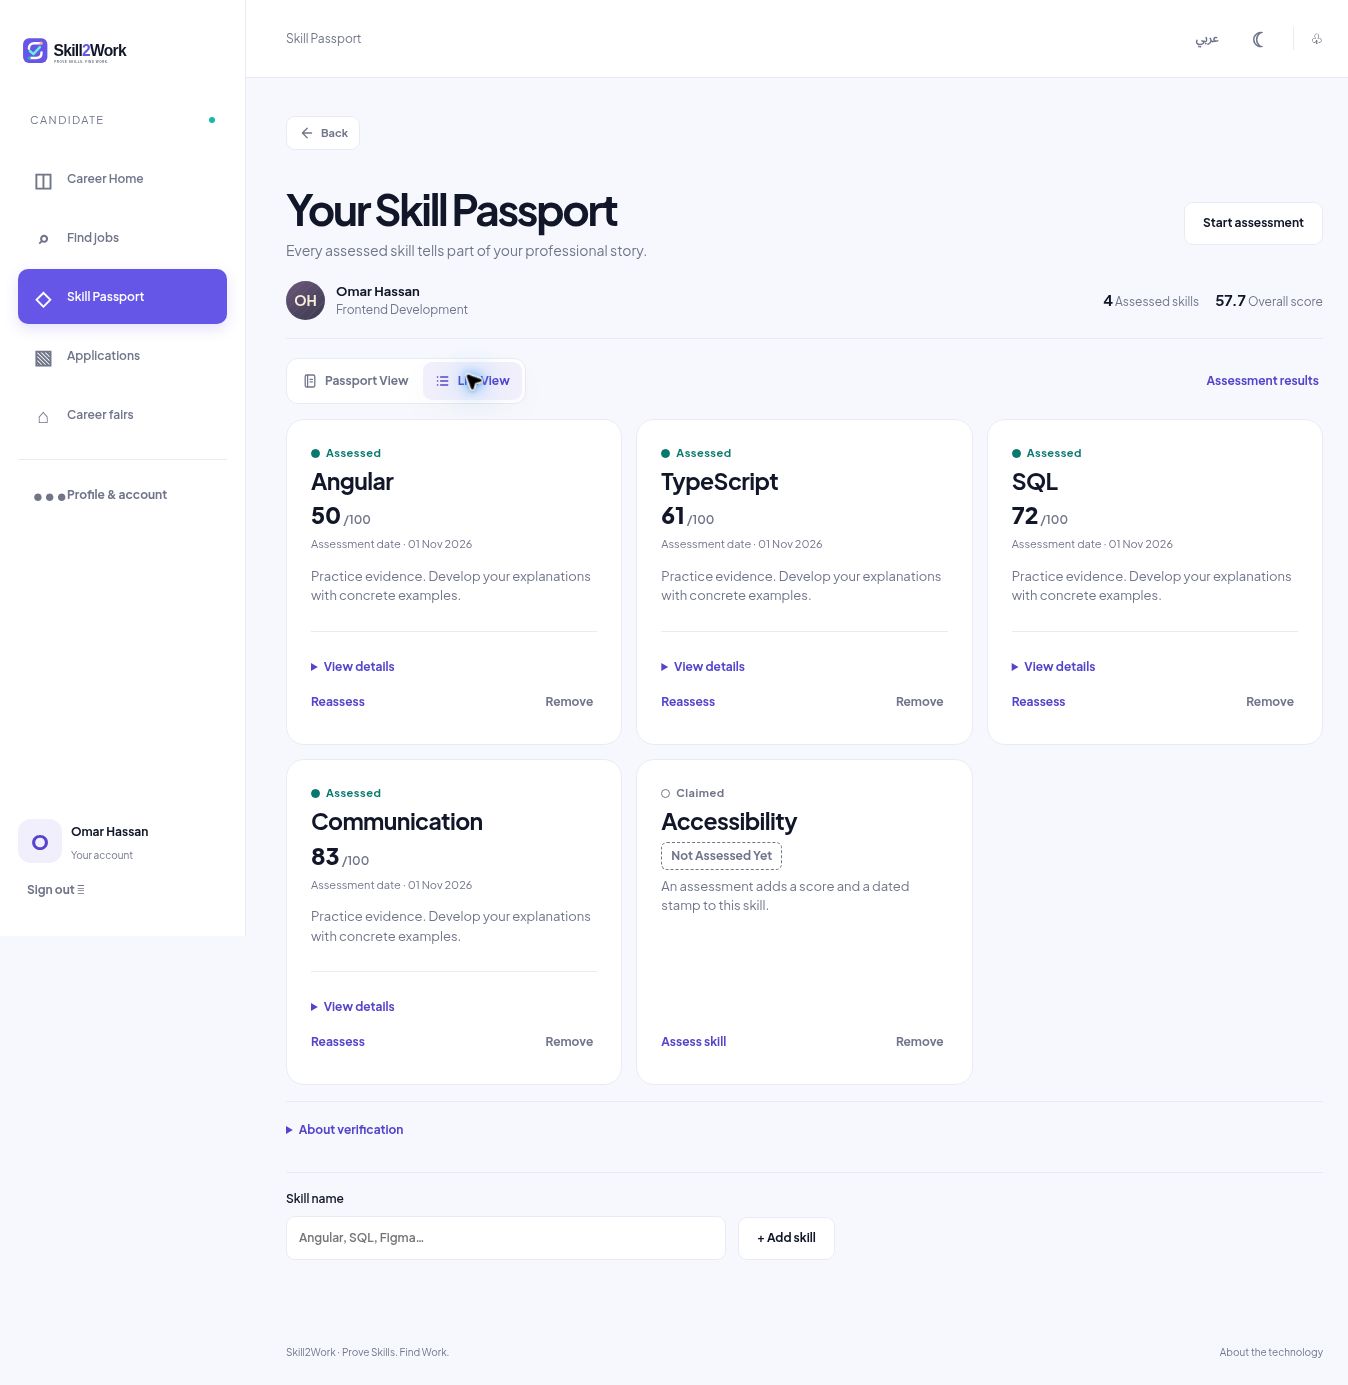 Skill2Work
PROVE SKILLS. FIND WORK.
Skill Passport
عربي
CANDIDATE
Career Home
Find jobs
Skill Passport
Applications
Career fairs
Profile & account
Omar Hassan
Your account
Sign out
Back
Your Skill Passport
Every assessed skill tells part of your professional story.
Start assessment
OH
Omar Hassan
Frontend Development
4 Assessed skills
57.7 Overall score
Passport View
View
Assessment results
Assessed
Angular
50 /100
Assessment date · 01 Nov 2026
Practice evidence. Develop your explanations
with concrete examples.
View details
Reassess
Remove
Assessed
TypeScript
61 /100
Assessment date · 01 Nov 2026
Practice evidence. Develop your explanations
with concrete examples.
View details
Reassess
Remove
Assessed
SQL
72 /100
Assessment date · 01 Nov 2026
Practice evidence. Develop your explanations
with concrete examples.
View details
Reassess
Remove
Assessed
Communication
83 /100
Assessment date · 01 Nov 2026
Practice evidence. Develop your explanations
with concrete examples.
View details
Reassess
Remove
Claimed
Accessibility
Not Assessed Yet
An assessment adds a score and a dated
stamp to this skill.
Assess skill
Remove
About verification
Skill name
Angular, SQL, Figma…
+ Add skill
O
Skill2Work · Prove Skills. Find Work.
About the technology